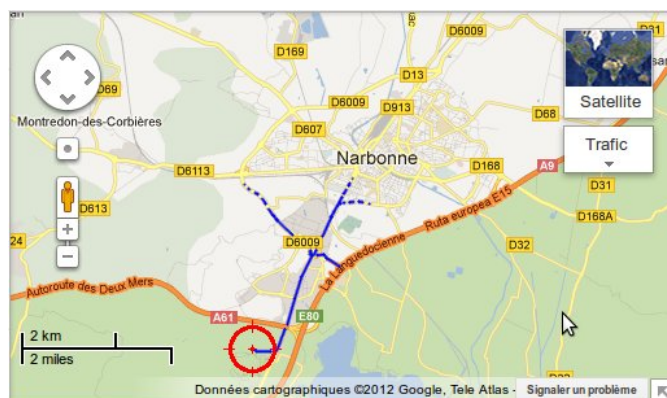 D6009
D31
D169
D13
Satellite
D69
D6009
D913
D68
Montredon-des-Corbières
D607
Trafic
Narbonne
D6113
D168
A9
D31
D613
D168A
24
D6009
Ruta europea E15
D32
La Languedocienne
Autoroute des Deux Mers
A61
E80
2 km
2 miles
Données cartographiques ©2012 Google, Tele Atlas -
Signaler un problème